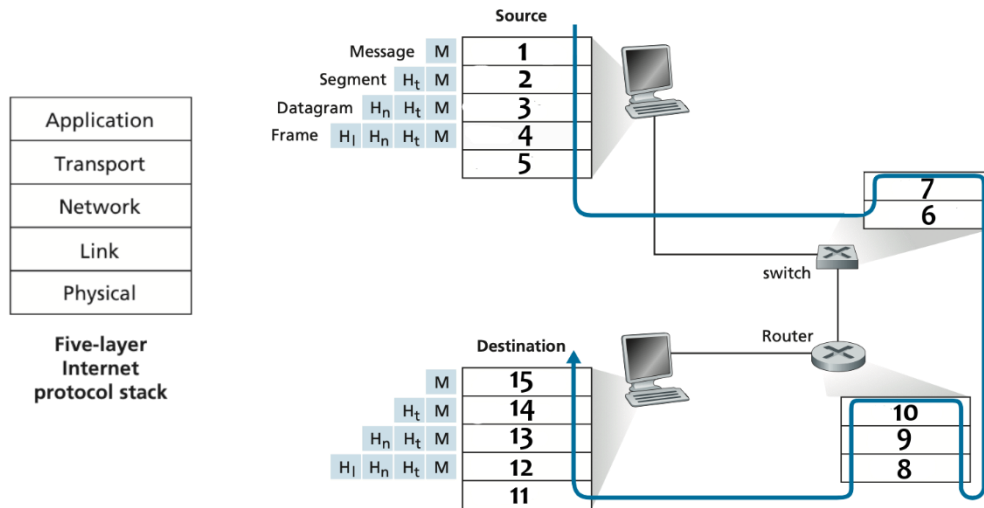 Application
Transport
Network
Link
Physical
Five-layer
Internet
protocol stack
Source
Message M 1
Segment Ht M 2
Datagram Hn Ht M 3
Frame Hl Hn Ht M 4
5
7
6
switch
Router
Destination
M 15
Ht M 14
Hn Ht M 13
Hl Hn Ht M 12
11
10
9
8